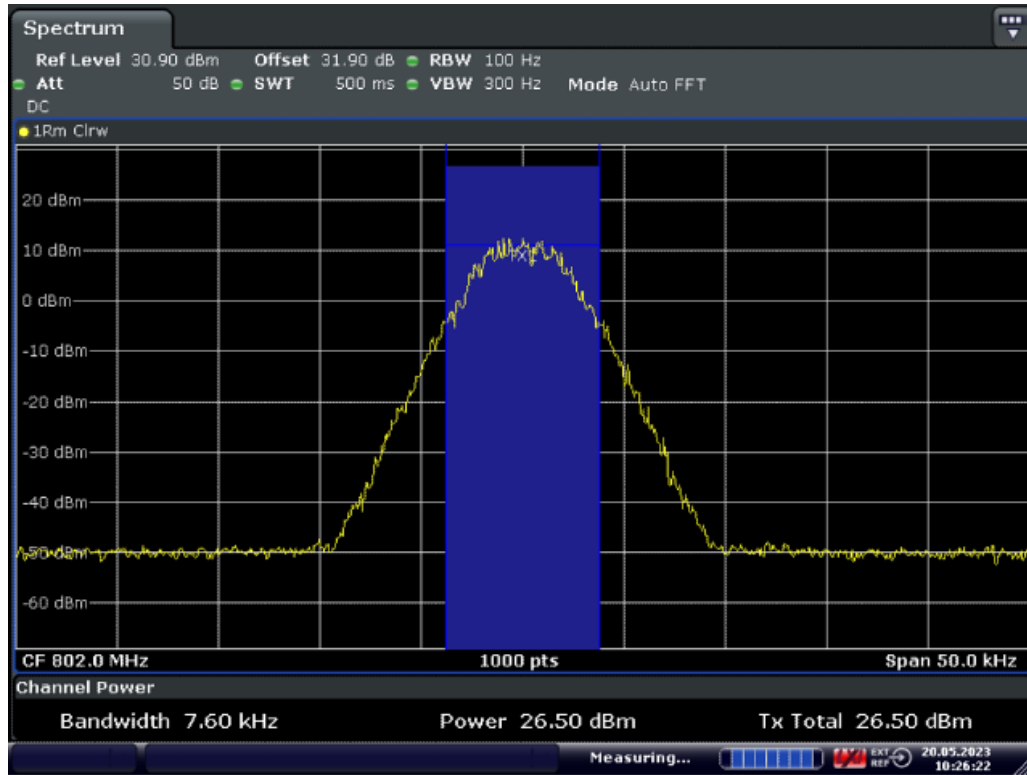 Spectrum
Ref Level 30.90 dBm Offset 31.90 dB RBW 100 Hz
Att 50 dB SWT 500 ms VBW 300 Hz Mode Auto FFT
DC
1Rm Clrw
20 dBm
10 dBm
0 dBm
-10 dBm
-20 dBm
-30 dBm
-40 dBm
-50 dBm
-60 dBm
CF 802.0 MHz 1000 pts Span 50.0 kHz
Channel Power
Bandwidth 7.60 kHz Power 26.50 dBm Tx Total 26.50 dBm
Measuring... EXT REF 20.05.2023
10:26:22